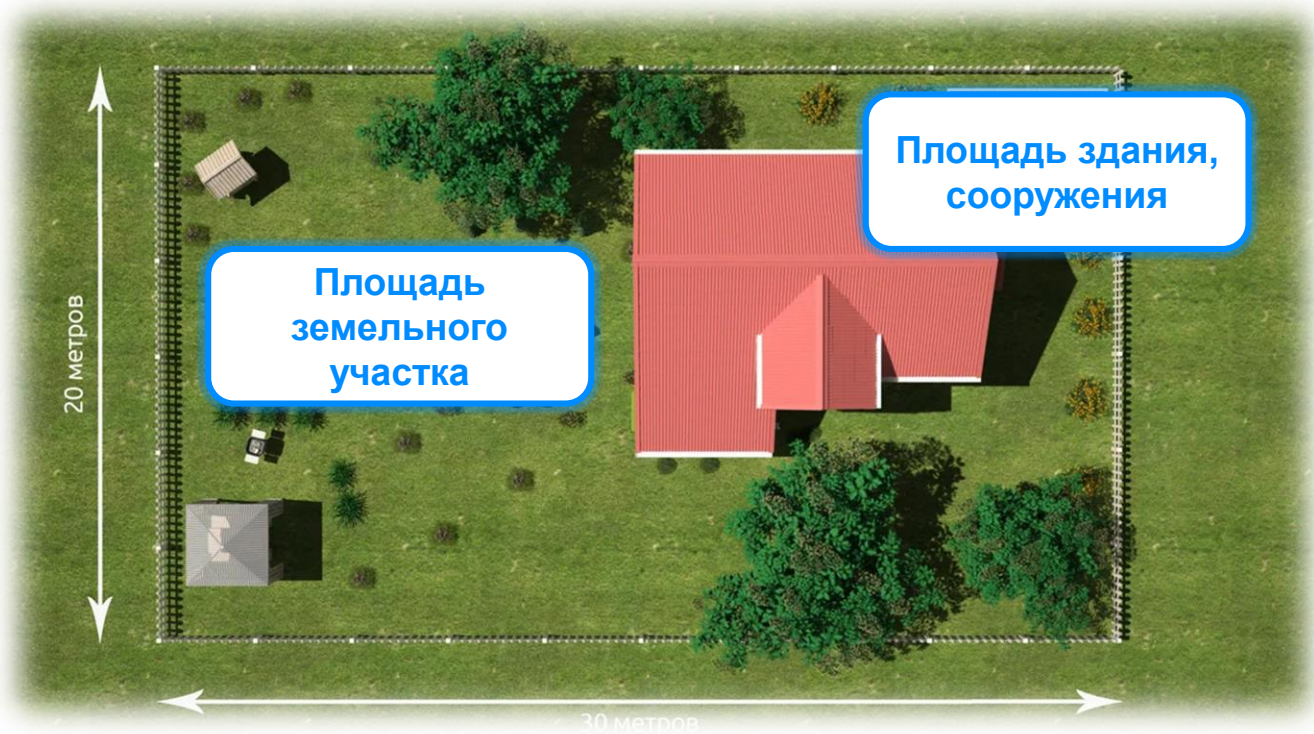 Площадь здания,
сооружения
Площадь
земельного
участка
20 метров
30 метров